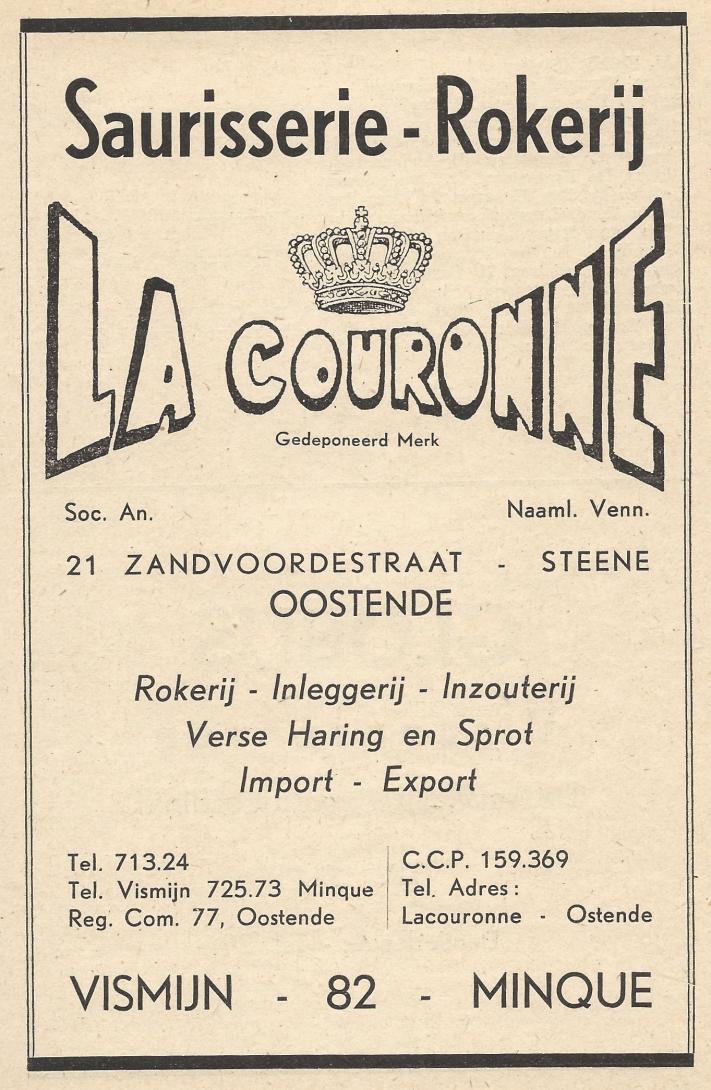 Saurisserie - Rokerij
LA COURONNE
Gedeponeerd Merk
Soc. An. Naaml. Venn.
21 ZANDVOORDESTRAAT - STEENE
OOSTENDE
Rokerij - Inleggerij - Inzouterij
Verse Haring en Sprot
Import - Export
Tel. 713.24
Tel. Vismijn 725.73 Minque
Reg. Com. 77, Oostende
C.C.P. 159.369
Tel. Adres:
Lacouronne - Ostende
VISMIJN - 82 - MINQUE